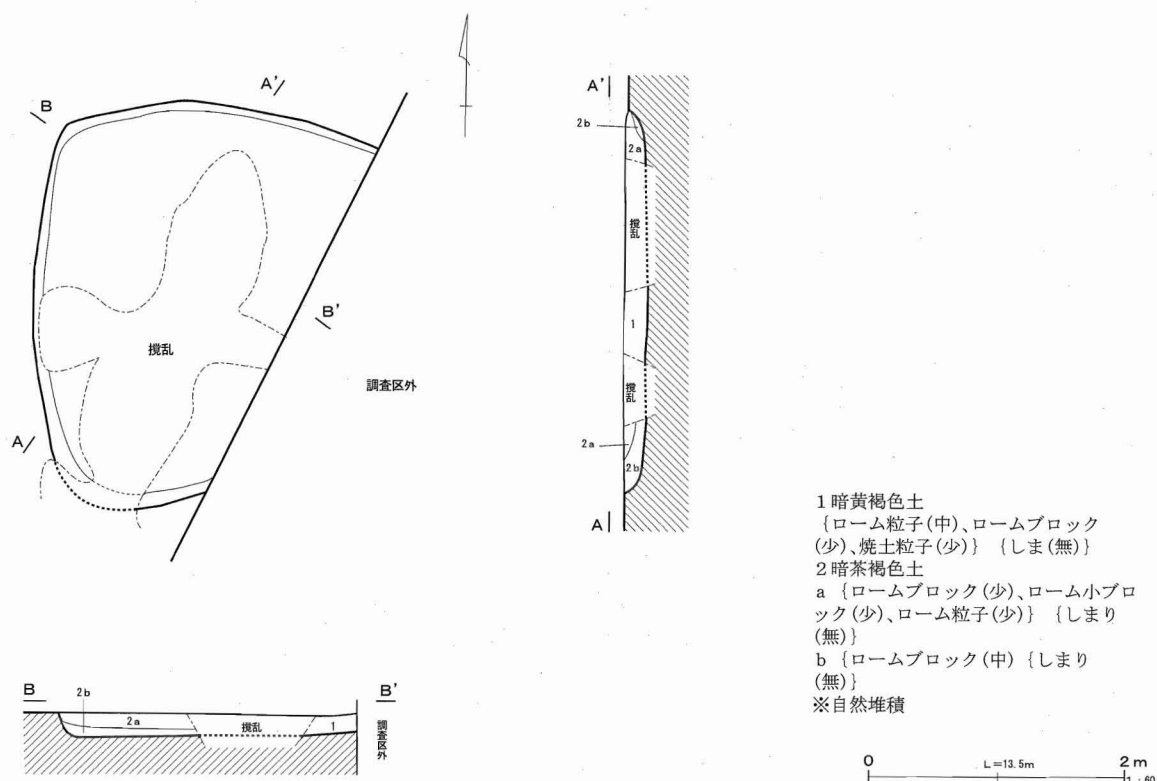 B
A'
B'
撹乱
調査区外
A
A'
2b
2a
撹乱
1
撹乱
2a
2b
A
1暗黄褐色土
{ローム粒子(中)、ロームブロック
(少)、焼土粒子(少)} {しま(無)}
2暗茶褐色土
a {ロームブロック(少)、ローム小ブロ
ック(少)、ローム粒子(少)} {しまり
(無)}
b {ロームブロック(中) {しまり
(無)}
※自然堆積
B
2b
B'
2a
撹乱
1
調査区外
0
L=13.5m
2m
1:60